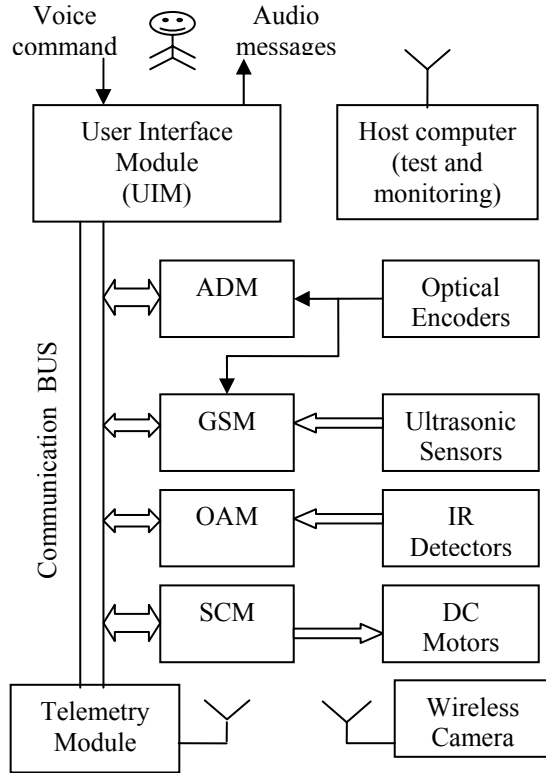 Voice
command
Audio
messages
User Interface
Module
(UIM)
Host computer
(test and
monitoring)
Communication BUS
ADM
Optical
Encoders
GSM
Ultrasonic
Sensors
OAM
IR
Detectors
SCM
DC
Motors
Telemetry
Module
Wireless
Camera